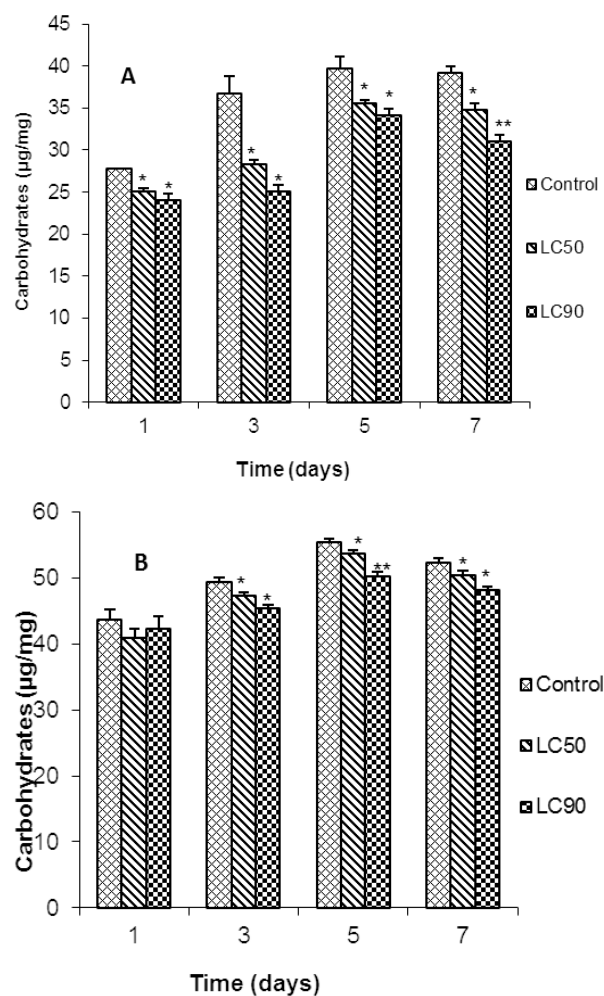 45
40
35
30
25
20
15
10
5
0
Carbohydrates (µg/mg)
A
* *
* *
* *
* **
Control
LC50
LC90
1 3 5 7
Time (days)
60
50
40
30
20
10
0
Carbohydrates (µg/mg)
B
* *
* **
* *
Control
LC50
LC90
1 3 5 7
Time (days)